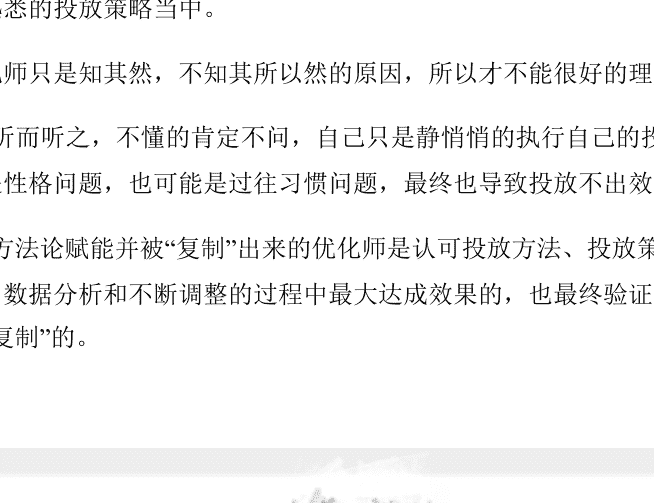 悉的投放策略当中。
师只是知其然，不知其所以然的原因，所以才不能很好的理
听而听之，不懂的肯定不问，自己只是静悄悄的执行自己的投
性格问题，也可能是过往习惯问题，最终也导致投放不出效
方法论赋能并被“复制”出来的优化师是认可投放方法、投放策
数据分析和不断调整的过程中最大达成效果的，也最终验证
复制”的。